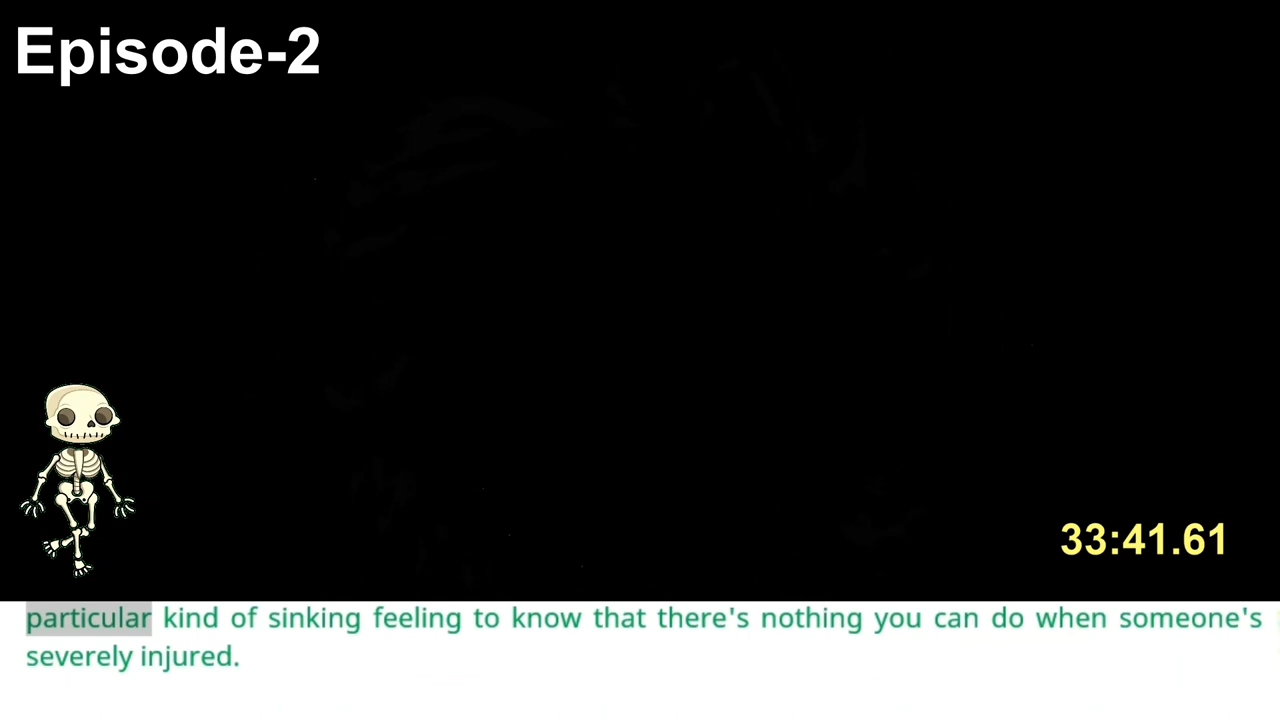 Episode-2
33:41.61
particular kind of sinking feeling to know that there's nothing you can do when someone's
severely injured.